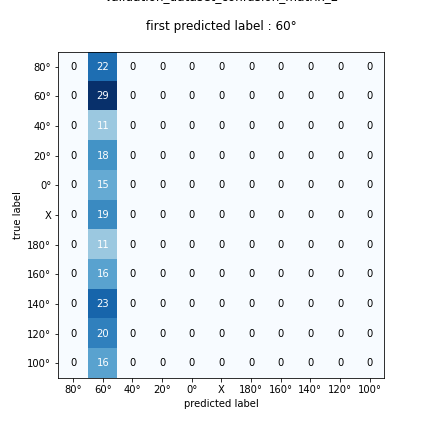 first predicted label : 60°
80° 0 22 0 0 0 0 0 0 0 0 0
60° 0 29 0 0 0 0 0 0 0 0 0
40° 0 11 0 0 0 0 0 0 0 0 0
20° 0 18 0 0 0 0 0 0 0 0 0
0° 0 15 0 0 0 0 0 0 0 0 0
X 0 19 0 0 0 0 0 0 0 0 0
180° 0 11 0 0 0 0 0 0 0 0 0
160° 0 16 0 0 0 0 0 0 0 0 0
140° 0 23 0 0 0 0 0 0 0 0 0
120° 0 20 0 0 0 0 0 0 0 0 0
100° 0 16 0 0 0 0 0 0 0 0 0
true label
80° 60° 40° 20° 0° X 180° 160° 140° 120° 100°
predicted label